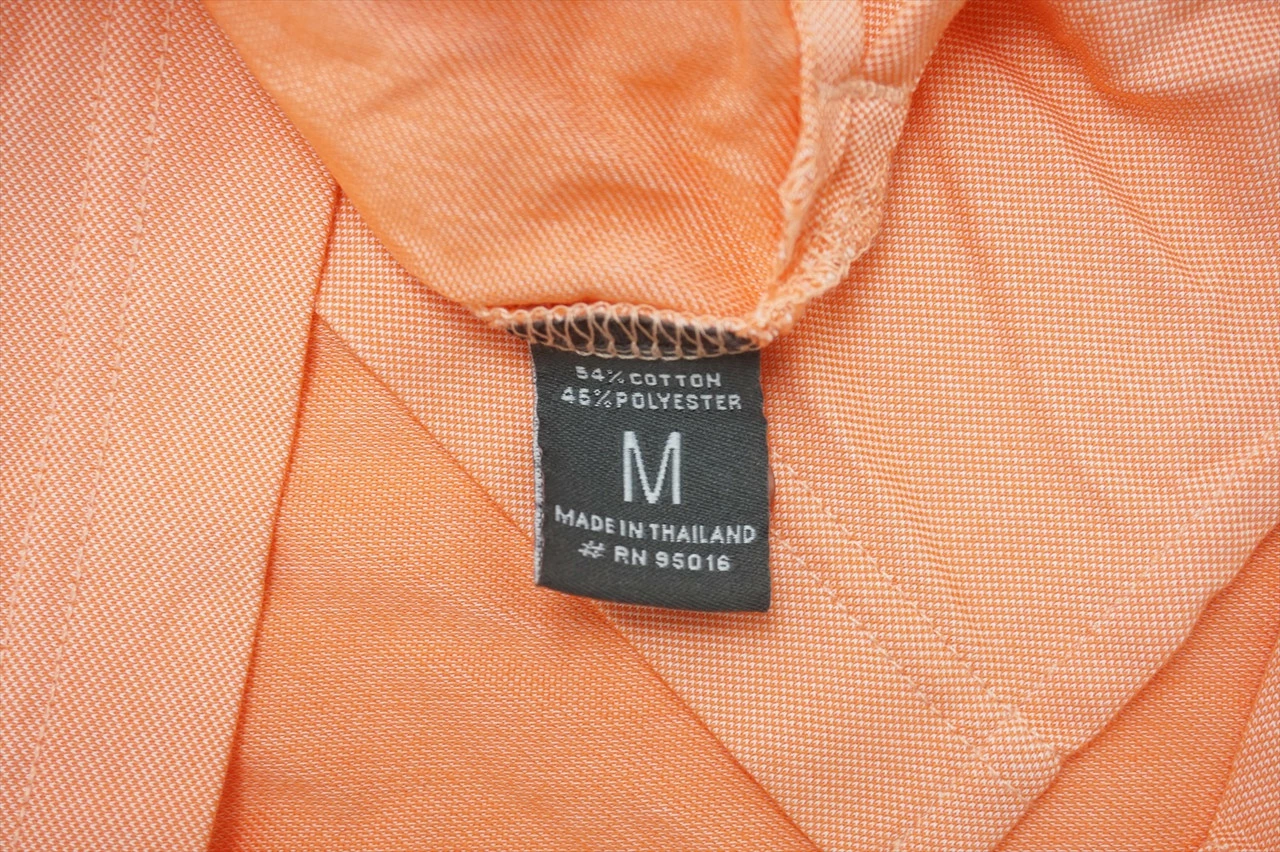 54% COTTON
46% POLYESTER
M
MADE IN THAILAND
# RN 95016